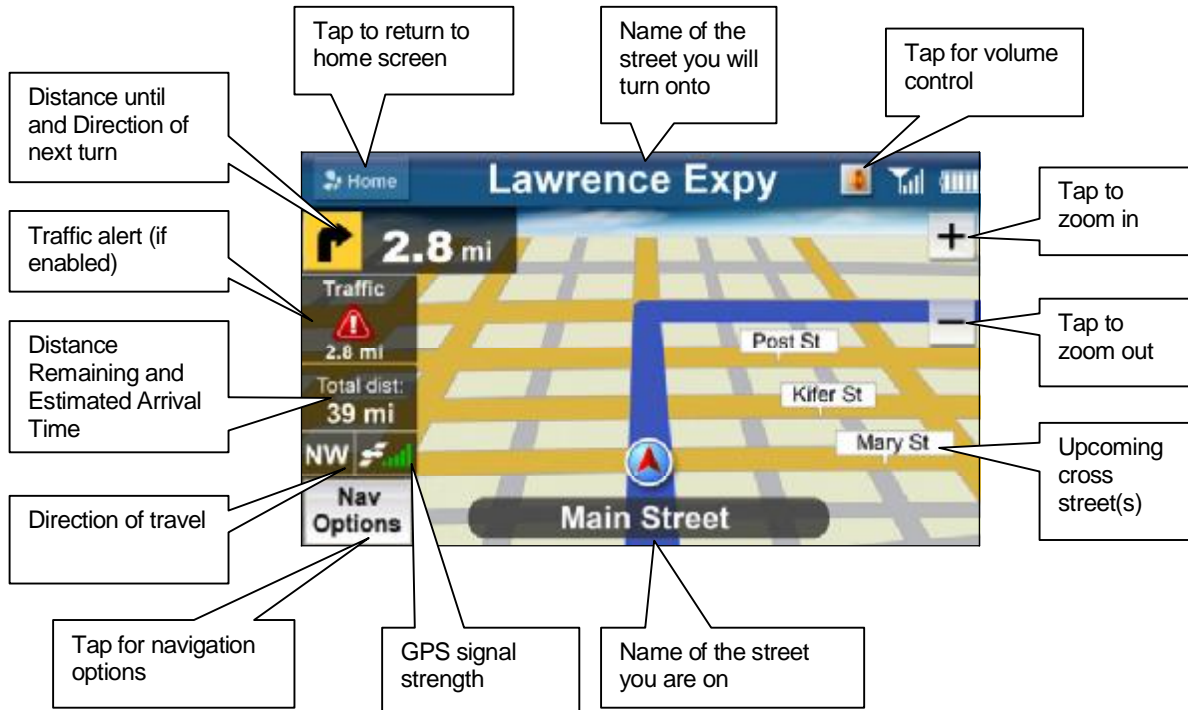 Tap to return to
home screen
Name of the
street you will
turn onto
Tap for volume
control
Distance until
and Direction of
next turn
Traffic alert (if
enabled)
Distance
Remaining and
Estimated Arrival
Time
Direction of travel
Tap for navigation
options
GPS signal
strength
Name of the street
you are on
Tap to
zoom in
Tap to
zoom out
Upcoming
cross
street(s)
Home
Lawrence Expy
2.8 mi
+
Traffic
2.8 mi
−
Post St
Total dist:
39 mi
Kifer St
Mary St
NW
Nav
Options
Main Street